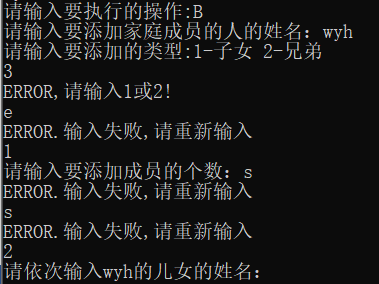 请输入要执行的操作:B
请输入要添加家庭成员的人的姓名：wyh
请输入要添加的类型:1-子女 2-兄弟
3
ERROR,请输入1或2!
e
ERROR.输入失败,请重新输入
1
请输入要添加成员的个数：s
ERROR.输入失败,请重新输入
s
ERROR.输入失败,请重新输入
2
请依次输入wyh的儿女的姓名：